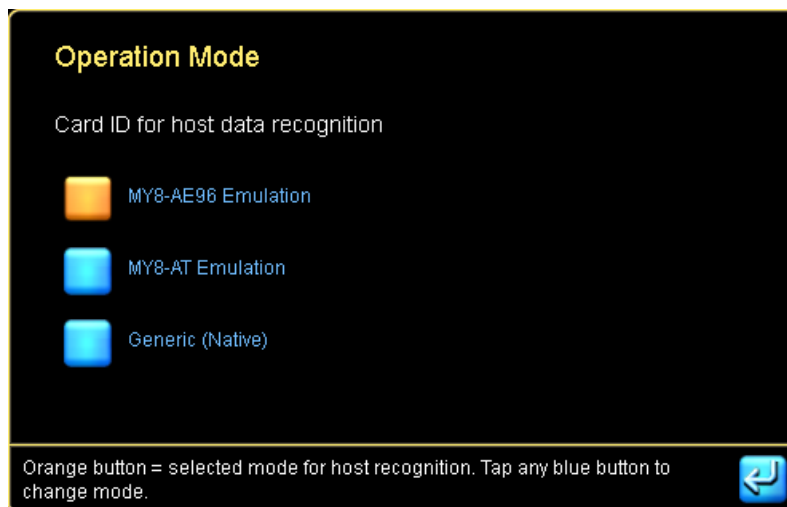 Operation Mode
Card ID for host data recognition
MY8-AE96 Emulation
MY8-AT Emulation
Generic (Native)
Orange button = selected mode for host recognition. Tap any blue button to
change mode.